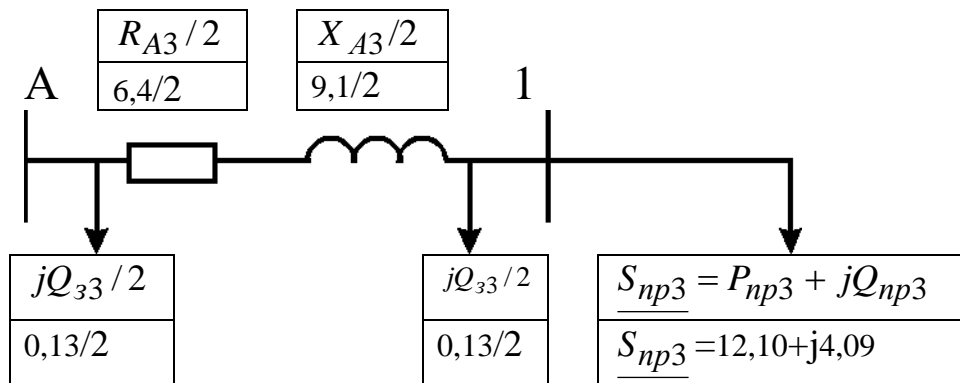 R_A3 / 2
X_A3 / 2
6,4/2
9,1/2
A
1
jQ_з3 / 2
jQ_з3 / 2
S_np3 = P_np3 + jQ_np3
0,13/2
0,13/2
S_np3 =12,10+j4,09